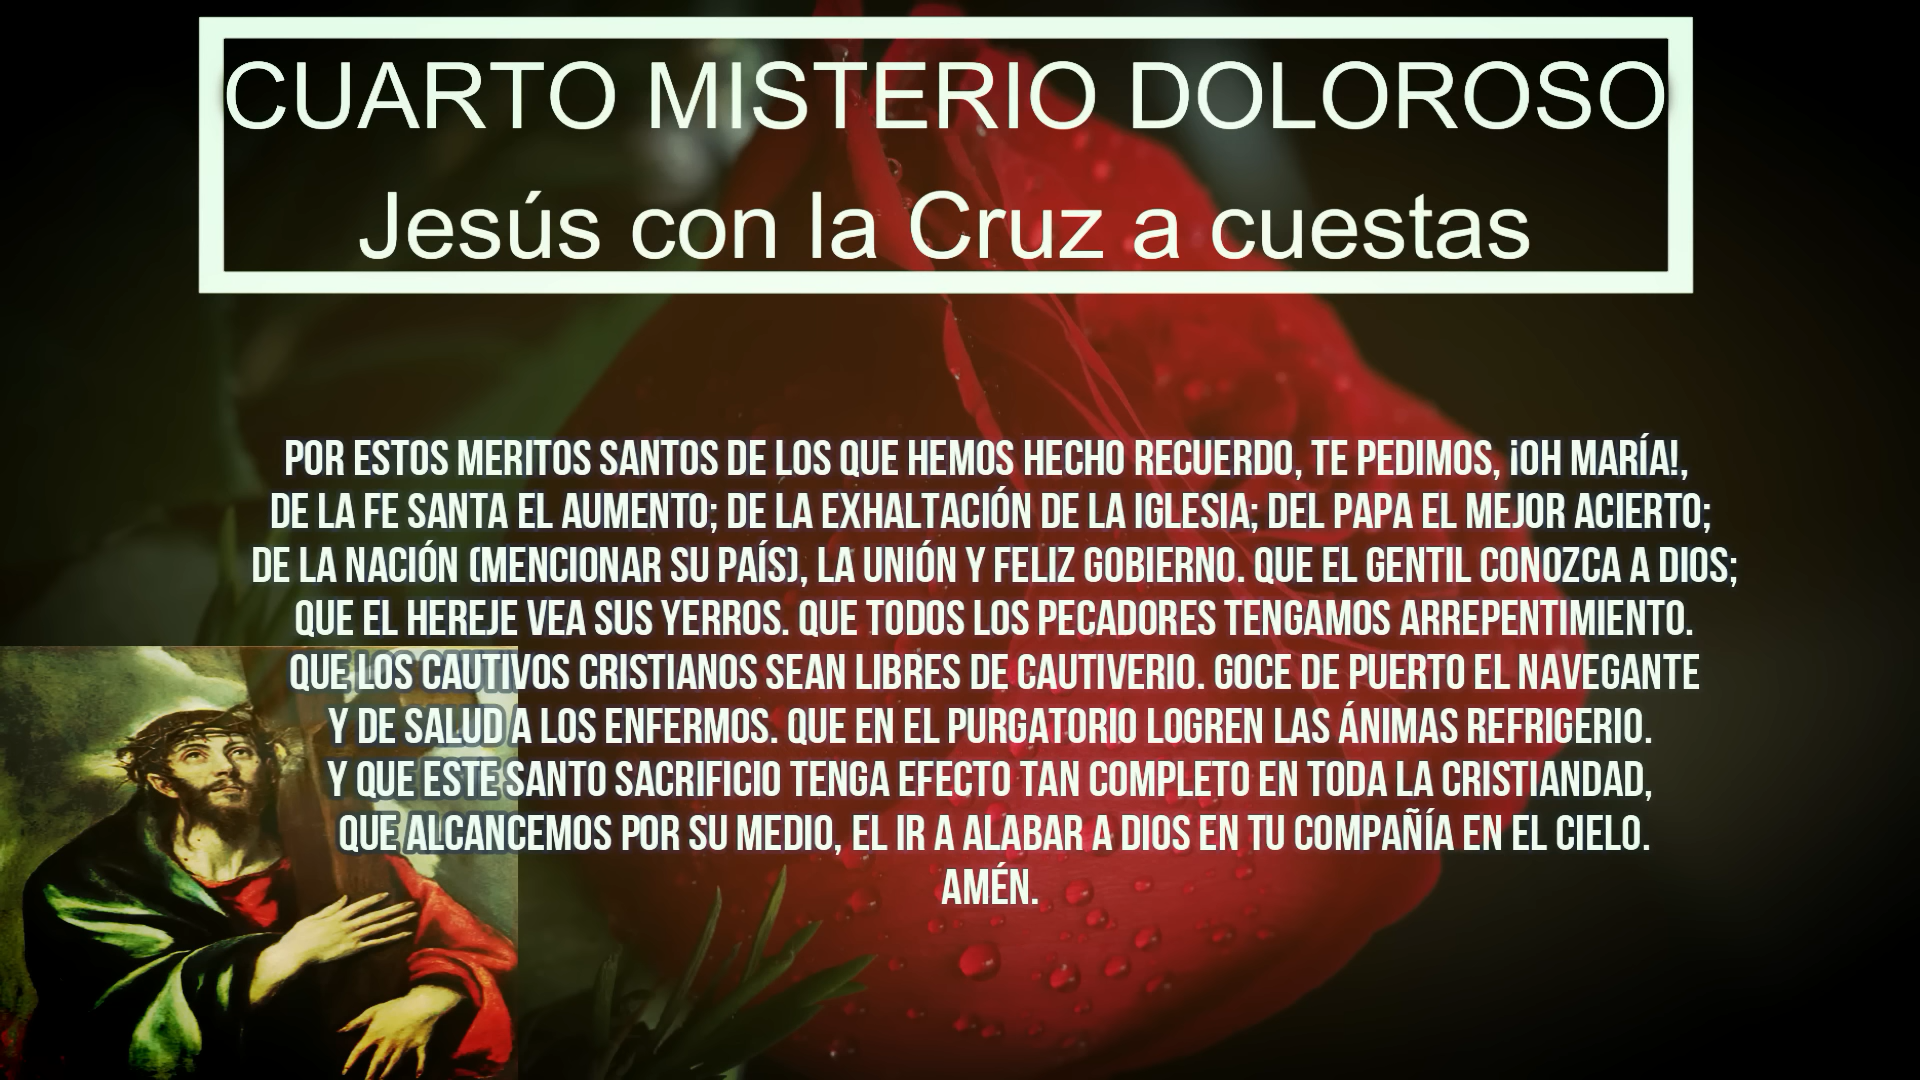 CUARTO MISTERIO DOLOROSO
Jesús con la Cruz a cuestas
POR ESTOS MERITOS SANTOS DE LOS QUE HEMOS HECHO RECUERDO, TE PEDIMOS, ¡OH MARÍA!,
DE LA FE SANTA EL AUMENTO; DE LA EXHALTACIÓN DE LA IGLESIA; DEL PAPA EL MEJOR ACIERTO;
DE LA NACIÓN (MENCIONAR SU PAÍS), LA UNIÓN Y FELIZ GOBIERNO. QUE EL GENTIL CONOZCA A DIOS;
QUE EL HEREJE VEA SUS YERROS. QUE TODOS LOS PECADORES TENGAMOS ARREPENTIMIENTO.
QUE LOS CAUTIVOS CRISTIANOS SEAN LIBRES DE CAUTIVERIO. GOCE DE PUERTO EL NAVEGANTE
Y DE SALUD A LOS ENFERMOS. QUE EN EL PURGATORIO LOGREN LAS ÁNIMAS REFRIGERIO.
Y QUE ESTE SANTO SACRIFICIO TENGA EFECTO TAN COMPLETO EN TODA LA CRISTIANDAD,
QUE ALCANCEMOS POR SU MEDIO, EL IR A ALABAR A DIOS EN TU COMPAÑÍA EN EL CIELO.
AMÉN.